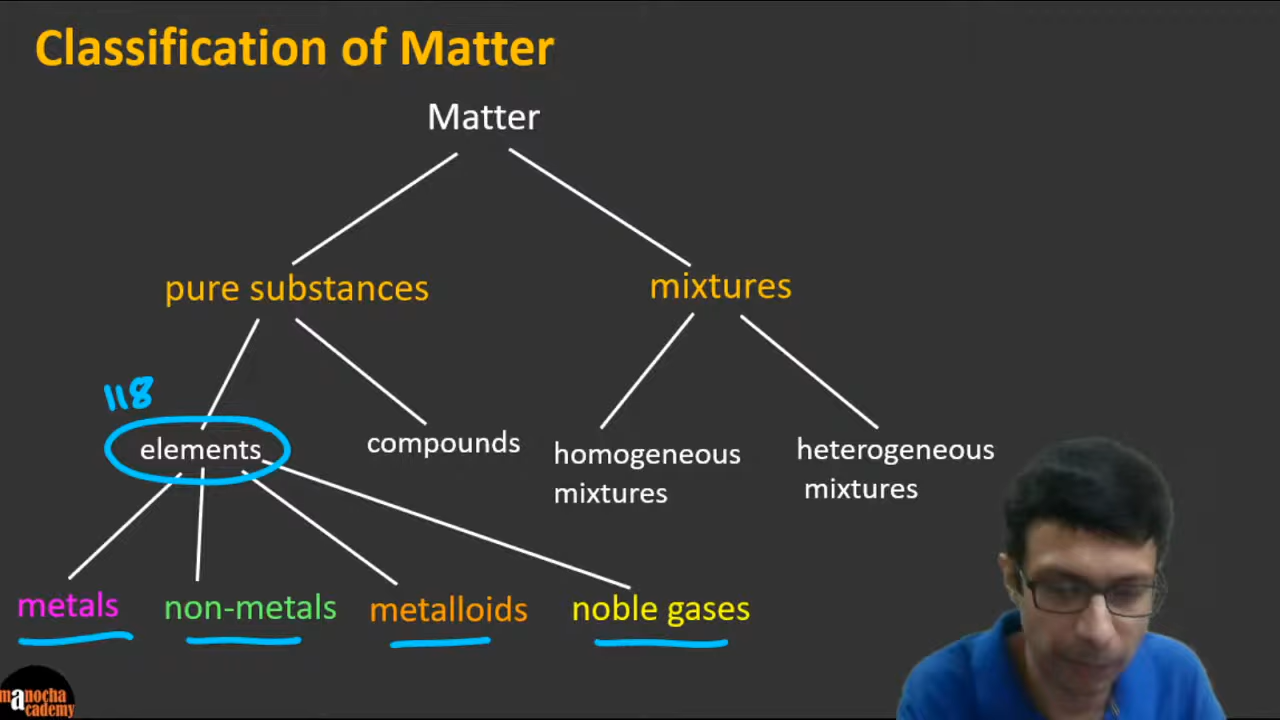 Classification of Matter
Matter
pure substances
mixtures
118
elements
compounds
homogeneous
mixtures
heterogeneous
mixtures
metals
non-metals
metalloids
noble gases
manocha
academy